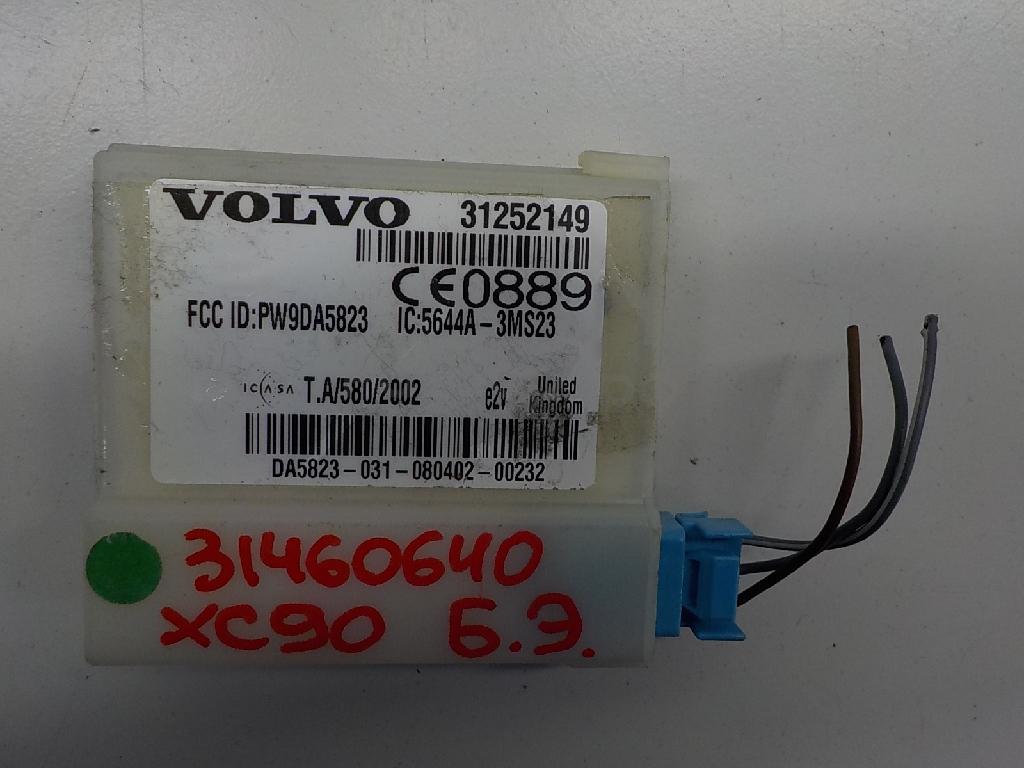 VOLVO 31252149
CE0889
FCC ID:PW9DA5823 IC:5644A-3MS23
ICASA T.A/580/2002 e2v United Kingdom
DA5823-031-080402-00232
31460640
XC90 Б.Э.